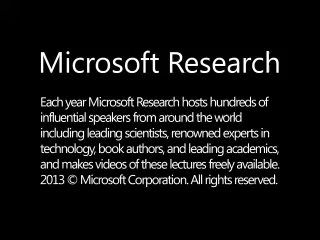 Microsoft Research
Each year Microsoft Research hosts hundreds of
influential speakers from around the world
including leading scientists, renowned experts in
technology, book authors, and leading academics,
and makes videos of these lectures freely available.
2013 © Microsoft Corporation. All rights reserved.